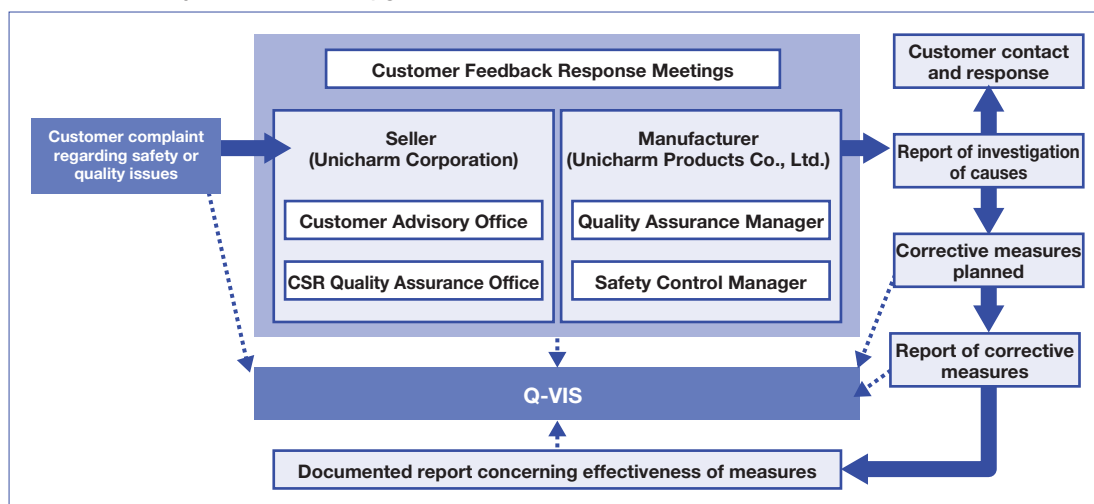 Customer Feedback Response Meetings
Customer complaint
regarding safety or
quality issues
Seller
(Unicharm Corporation)
Customer Advisory Office
CSR Quality Assurance Office
Manufacturer
(Unicharm Products Co., Ltd.)
Quality Assurance Manager
Safety Control Manager
Customer contact
and response
Report of investigation
of causes
Corrective measures
planned
Report of corrective
measures
Q-VIS
Documented report concerning effectiveness of measures